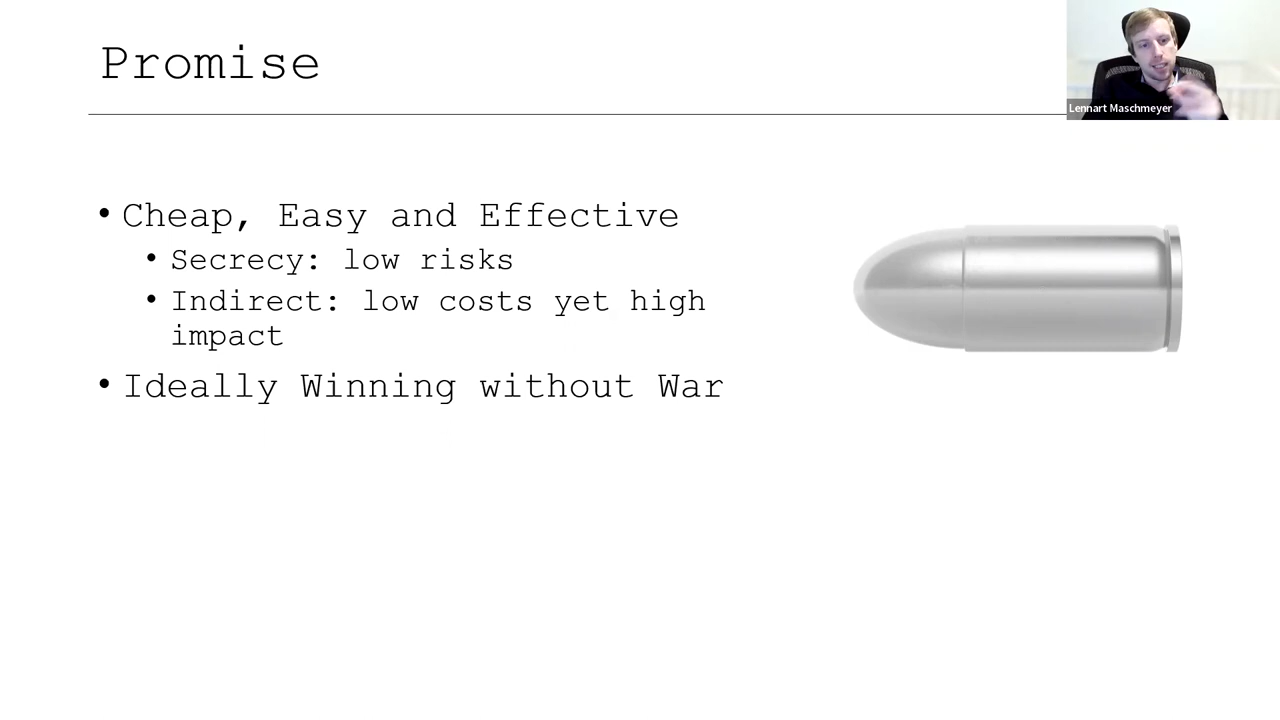 Promise
Lennart Maschmeyer
• Cheap, Easy and Effective
• Secrecy: low risks
• Indirect: low costs yet high
impact
• Ideally Winning without War